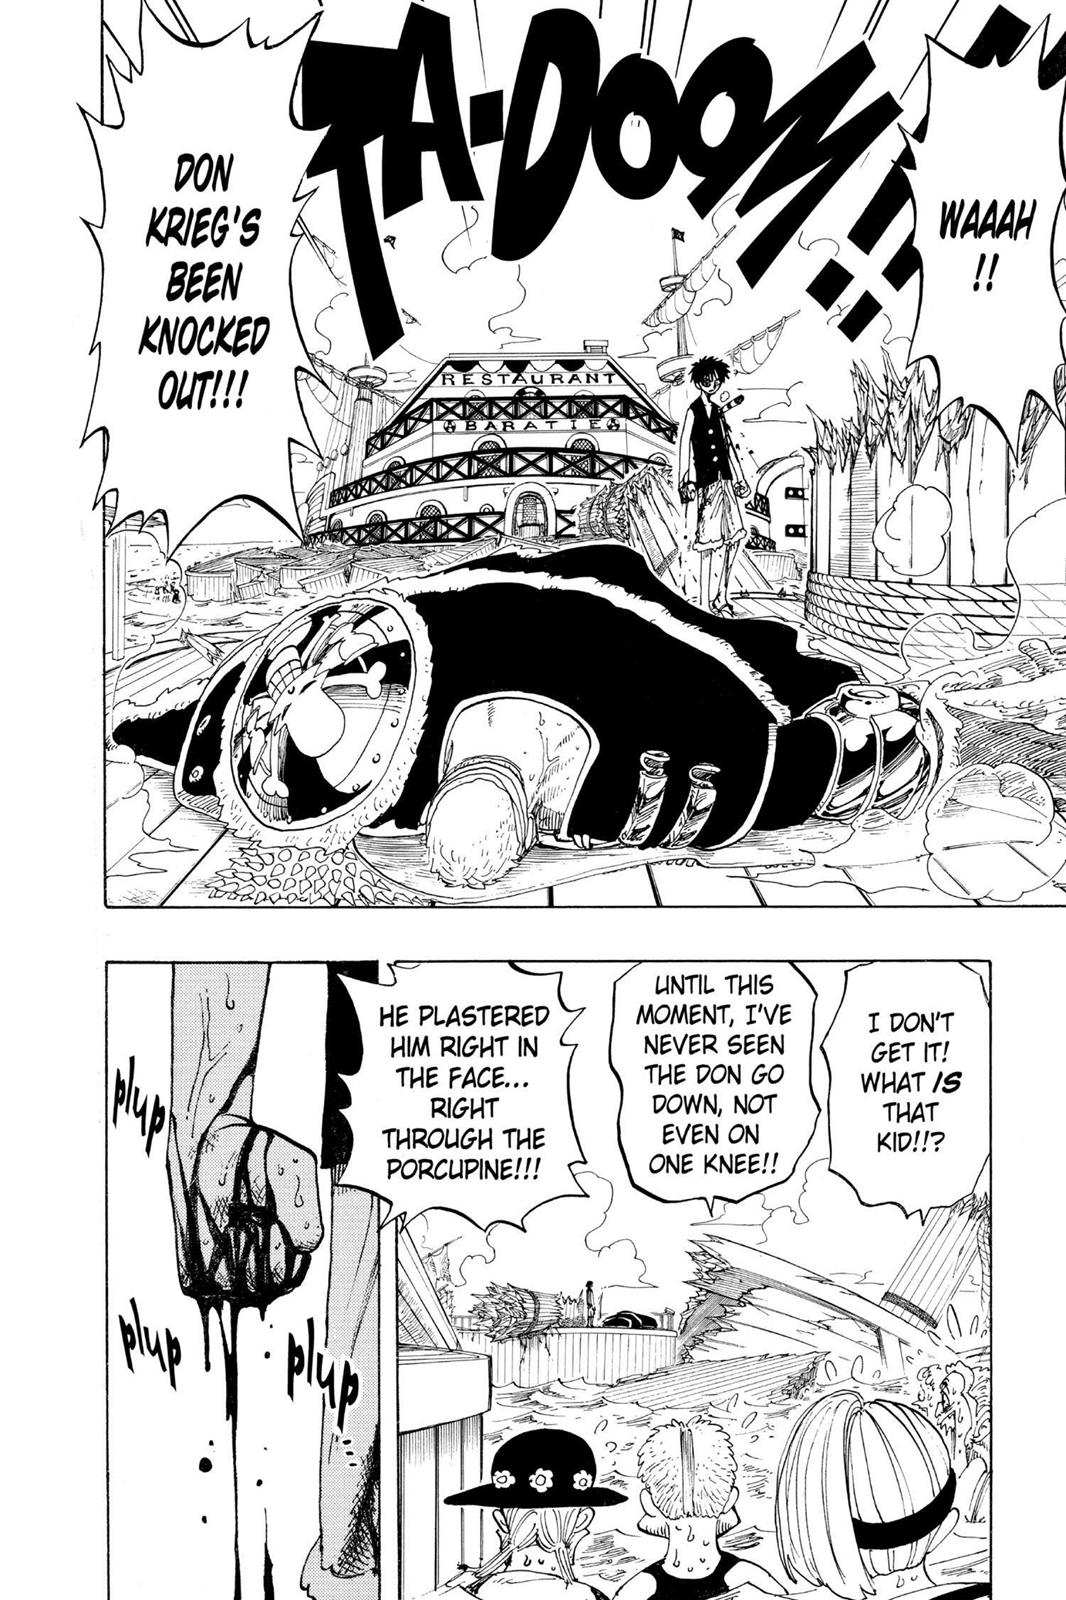 WAAAH
!!
TA-DOOM!!
DON
KRIEG'S
BEEN
KNOCKED
OUT!!!
RESTAURANT
BARATIE
I DON'T
GET IT!
WHAT IS
THAT
KID!!?
UNTIL THIS
MOMENT, I'VE
NEVER SEEN
THE DON GO
DOWN, NOT
EVEN ON
ONE KNEE!!
HE PLASTERED
HIM RIGHT IN
THE FACE...
RIGHT
THROUGH THE
PORCUPINE!!!
plup
plup
plup